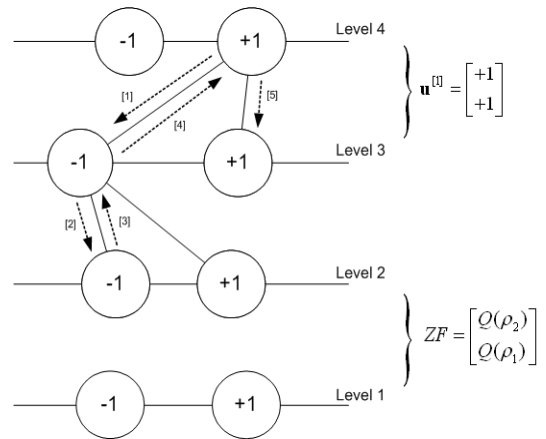 -1 +1 Level 4
[1] [4] [5]
u^[1] = [+1 +1]
-1 +1 Level 3
[2] [3]
-1 +1 Level 2
ZF = [Q(ρ₂) Q(ρ₁)]
-1 +1 Level 1